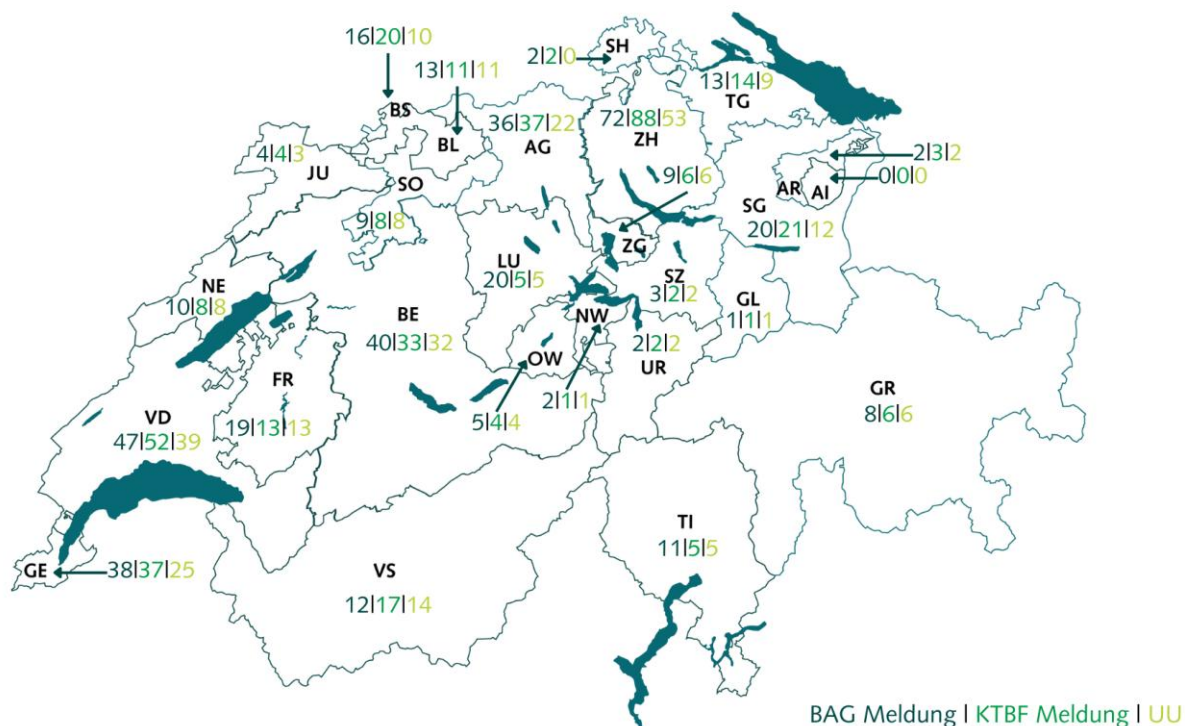 16|20|10
SH
2|2|0
13|11|11
13|14|9
TG
BS
36|37|22
72|88|53
BL
AG
ZH
4|4|3
JU
2|3|2
9|6|6
0|0|0
SO
AR
AI
SG
9|8|8
20|21|12
ZG
LU
20|5|5
SZ
3|2|2
NE
10|8|8
GL
1|1|1
BE
40|33|32
NW
2|2|2
OW
UR
FR
19|13|13
GR
8|6|6
2|1|1
5|4|4
VD
47|52|39
TI
11|5|5
GE
38|37|25
VS
12|17|14
BAG Meldung | KTBF Meldung | UU